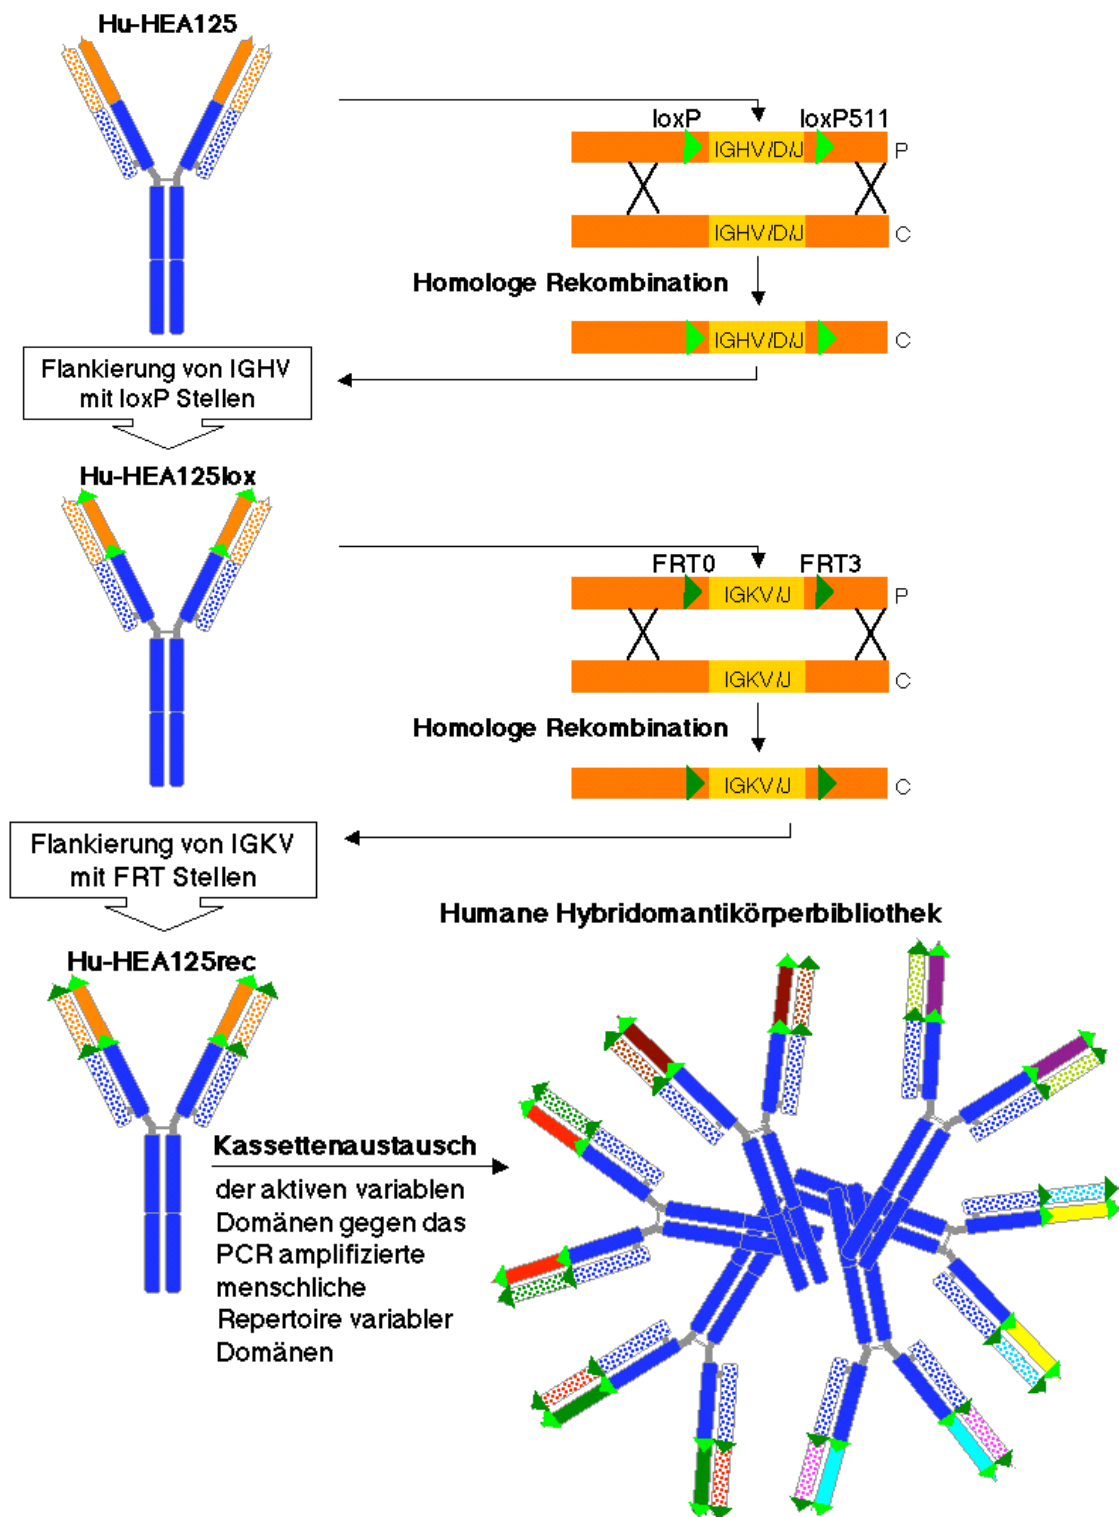 Hu-HEA125
loxP loxP511
IGHV/D/J P
IGHV/D/J C
Homologe Rekombination
IGHV/D/J C
Flankierung von IGHV
mit loxP Stellen
Hu-HEA125lox
FRT0 FRT3
IGKV/J P
IGKV/J C
Homologe Rekombination
IGKV/J C
Flankierung von IGKV
mit FRT Stellen
Humane Hybridomantikörperbibliothek
Hu-HEA125rec
Kassettenaustausch
der aktiven variablen
Domänen gegen das
PCR amplifizierte
menschliche
Repertoire variabler
Domänen